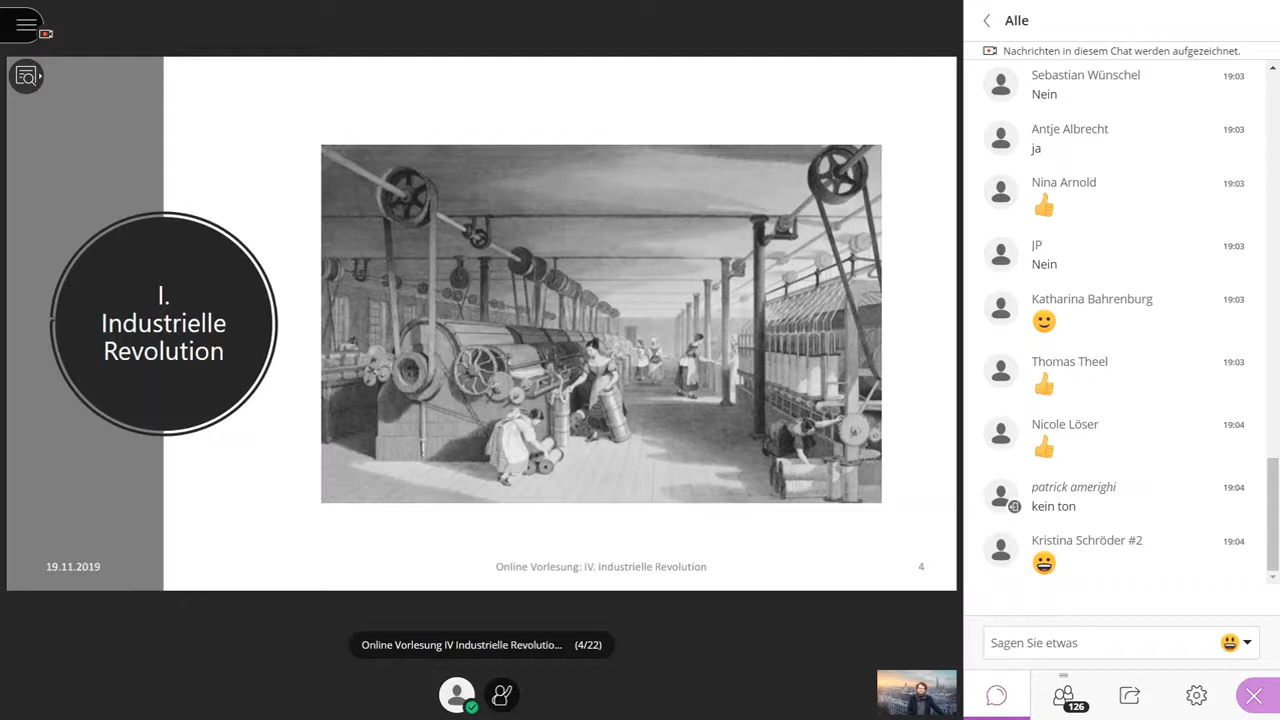 I.
Industrielle
Revolution
19.11.2019
Online Vorlesung: IV. industrielle Revolution
4
Online Vorlesung IV Industrielle Revolutio... (4/22)
Alle
Nachrichten in diesem Chat werden aufgezeichnet.
Sebastian Wünschel 19:03
Nein
Antje Albrecht 19:03
ja
Nina Arnold 19:03
JP 19:03
Nein
Katharina Bahrenburg 19:03
Thomas Theel 19:03
Nicole Löser 19:04
patrick amerighi 19:04
kein ton
Kristina Schröder #2 19:04
Sagen Sie etwas
126